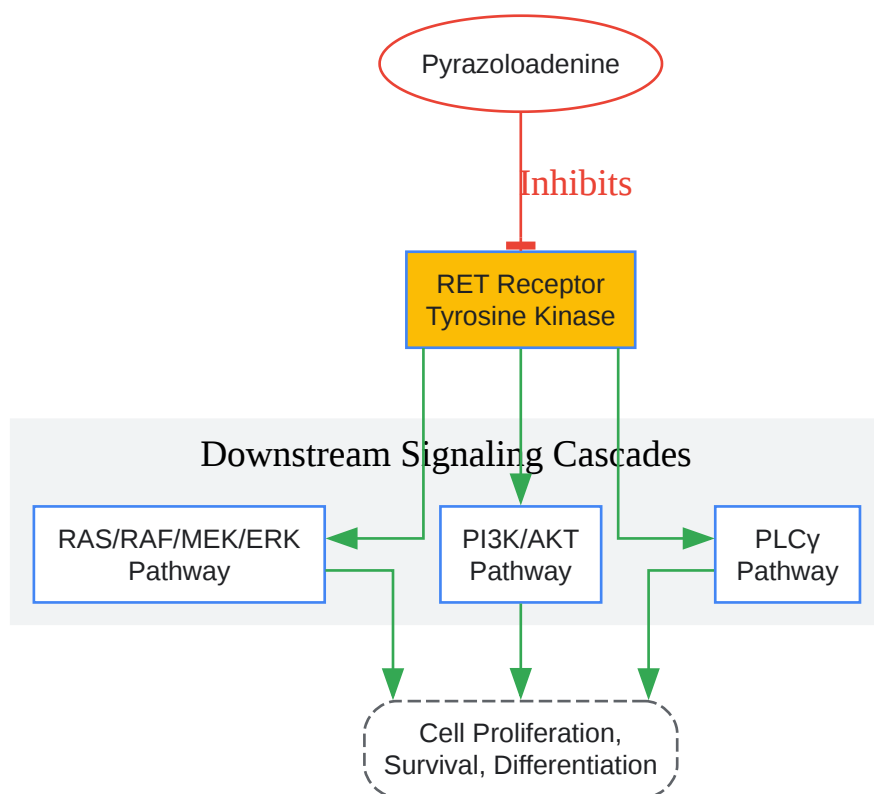 Pyrazoloadenine
Inhibits
RET Receptor
Tyrosine Kinase
Downstream Signaling Cascades
RAS/RAF/MEK/ERK
Pathway
PI3K/AKT
Pathway
PLCγ
Pathway
Cell Proliferation,
Survival, Differentiation